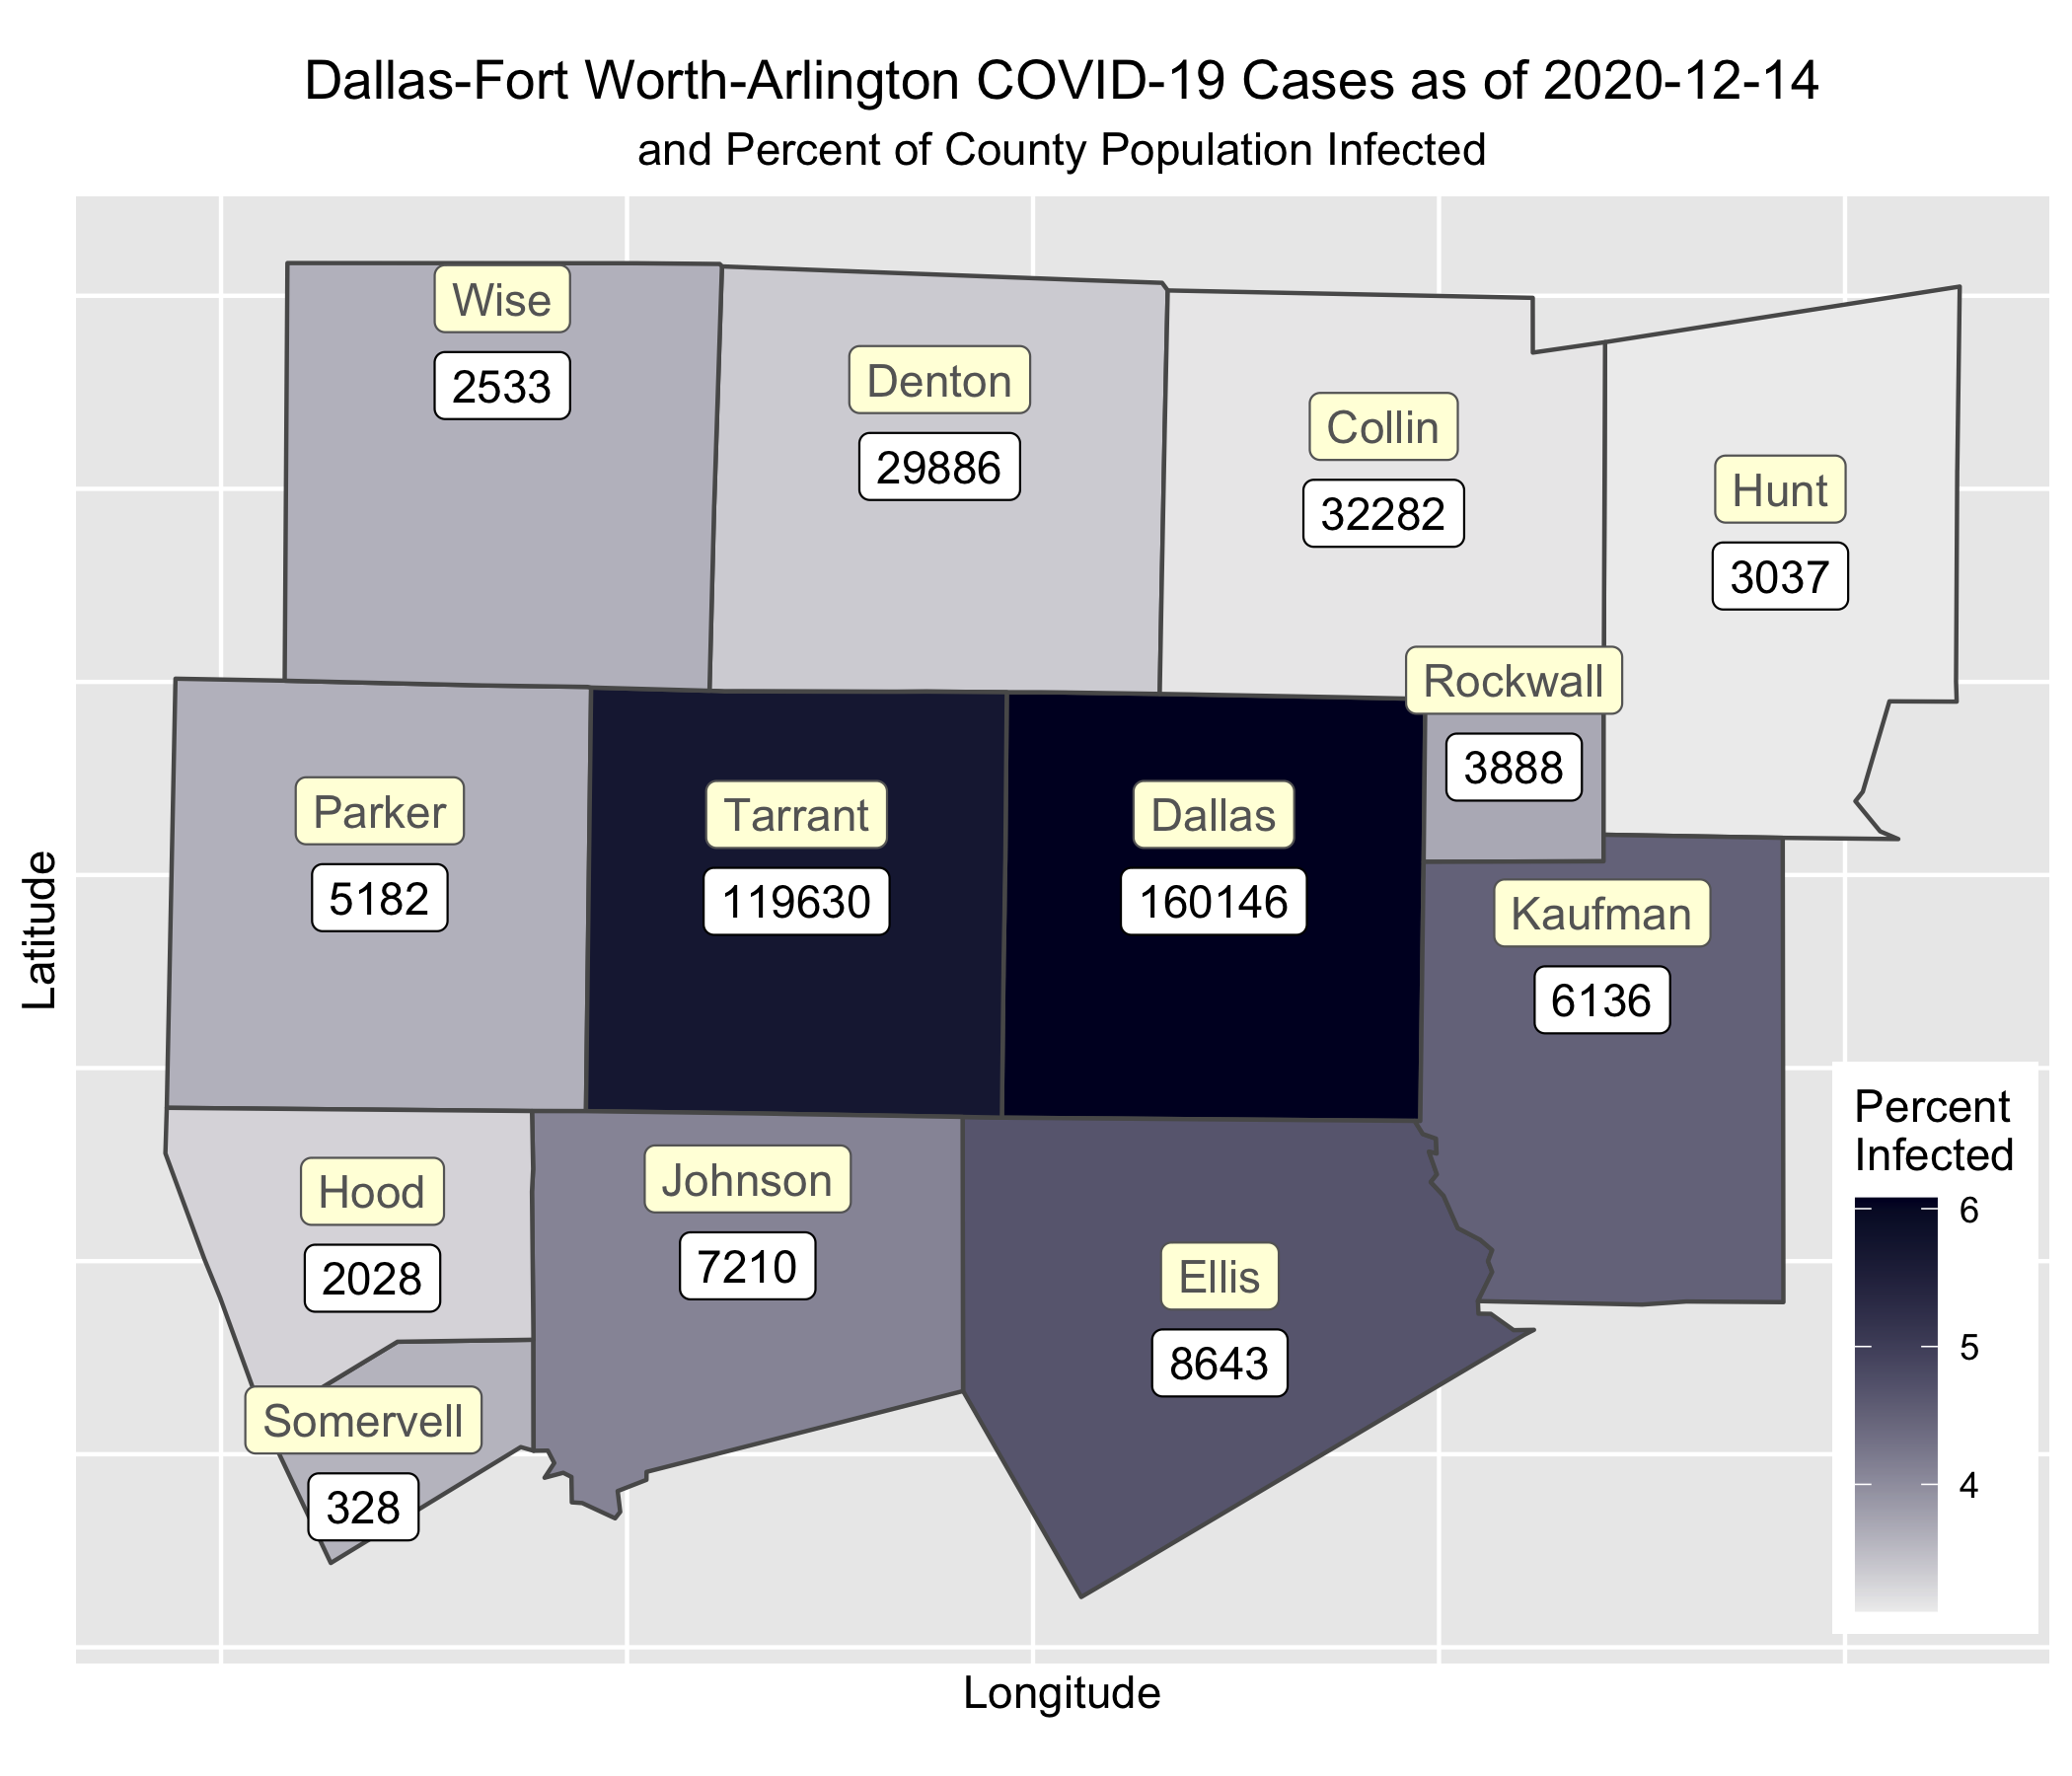 Dallas-Fort Worth-Arlington COVID-19 Cases as of 2020-12-14
and Percent of County Population Infected
Wise
2533
Denton
29886
Collin
32282
Hunt
3037
Rockwall
3888
Parker
5182
Tarrant
119630
Dallas
160146
Kaufman
6136
Hood
2028
Johnson
7210
Ellis
8643
Somervell
328
Latitude
Longitude
Percent
Infected
6
5
4